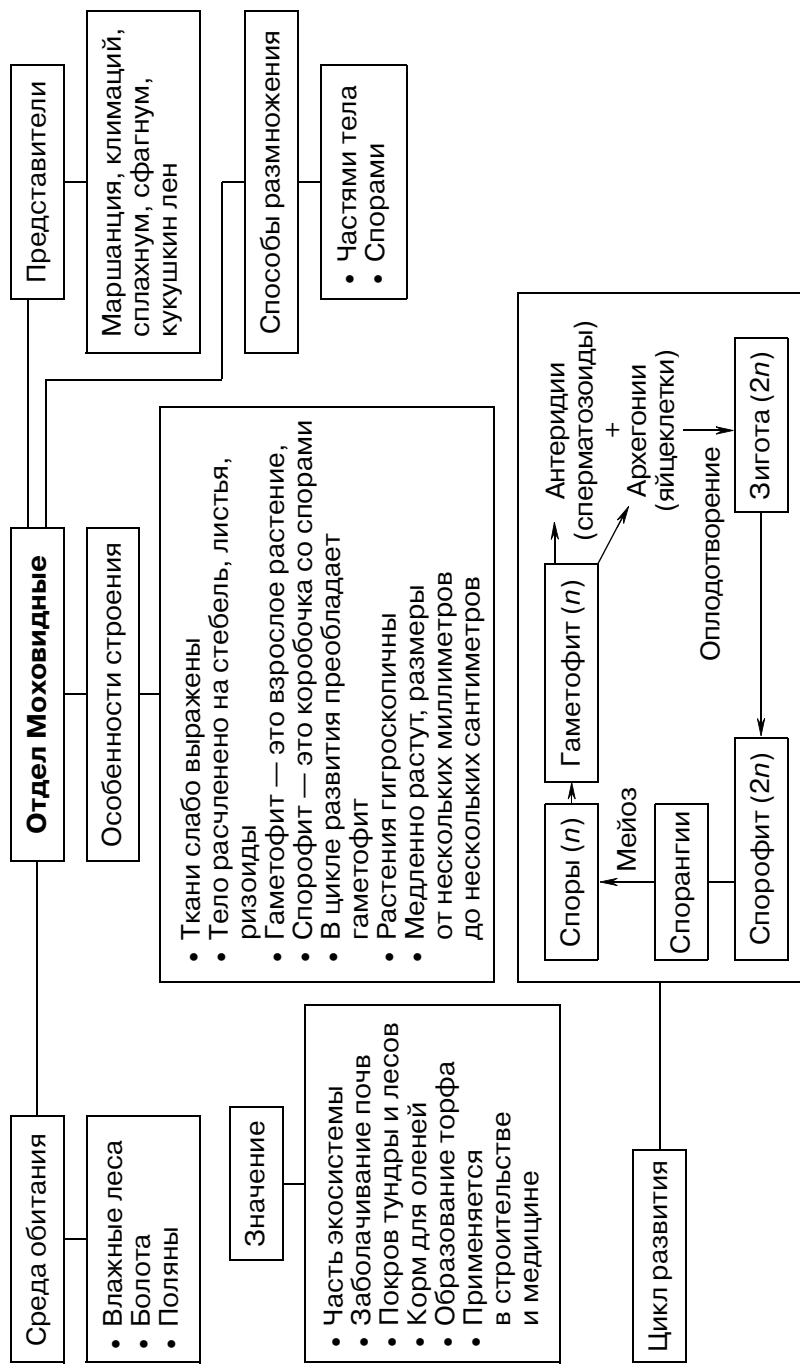 Отдел Моховидные
Среда обитания
• Влажные леса
• Болота
• Поляны
Особенности строения
• Ткани слабо выражены
• Тело расчленено на стебель, листья,
ризоиды
• Гаметофит — это взрослое растение,
• Спорофит — это коробочка со спорами
• В цикле развития преобладает
гаметофит
• Растения гигроскопичны
• Медленно растут, размеры
от нескольких миллиметров
до нескольких сантиметров
Представители
Маршанция, климаций,
сплахнум, сфагнум,
кукушкин лен
Способы размножения
• Частями тела
• Спорами
Значение
• Часть экосистемы
• Заболачивание почв
• Покров тундры и лесов
• Корм для оленей
• Образование торфа
• Применяется
в строительстве
и медицине
Цикл развития
Споры (n)
Гаметофит (n)
Антеридии
(сперматозоиды)
+
Архегонии
(яйцеклетки)
Мейоз
Оплодотворение
Спорангии
Спорофит (2n)
Зигота (2n)